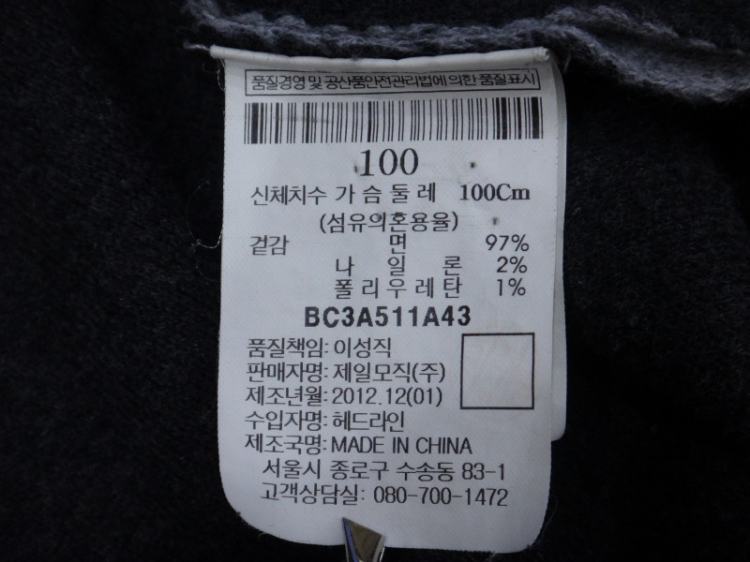 품질경영 및 공산품안전관리법에 의한 품질표시
100
신체치수 가 슴 둘 레 100Cm
(섬유의혼용율)
겉감 면 97%
나 일 론 2%
폴 리 우 레 탄 1%
BC3A511A43
품질책임: 이성직
판매자명: 제일모직(주)
제조년월: 2012.12(01)
수입자명: 헤드라인
제조국명: MADE IN CHINA
서울시 종로구 수송동 83-1
고객상담실: 080-700-1472